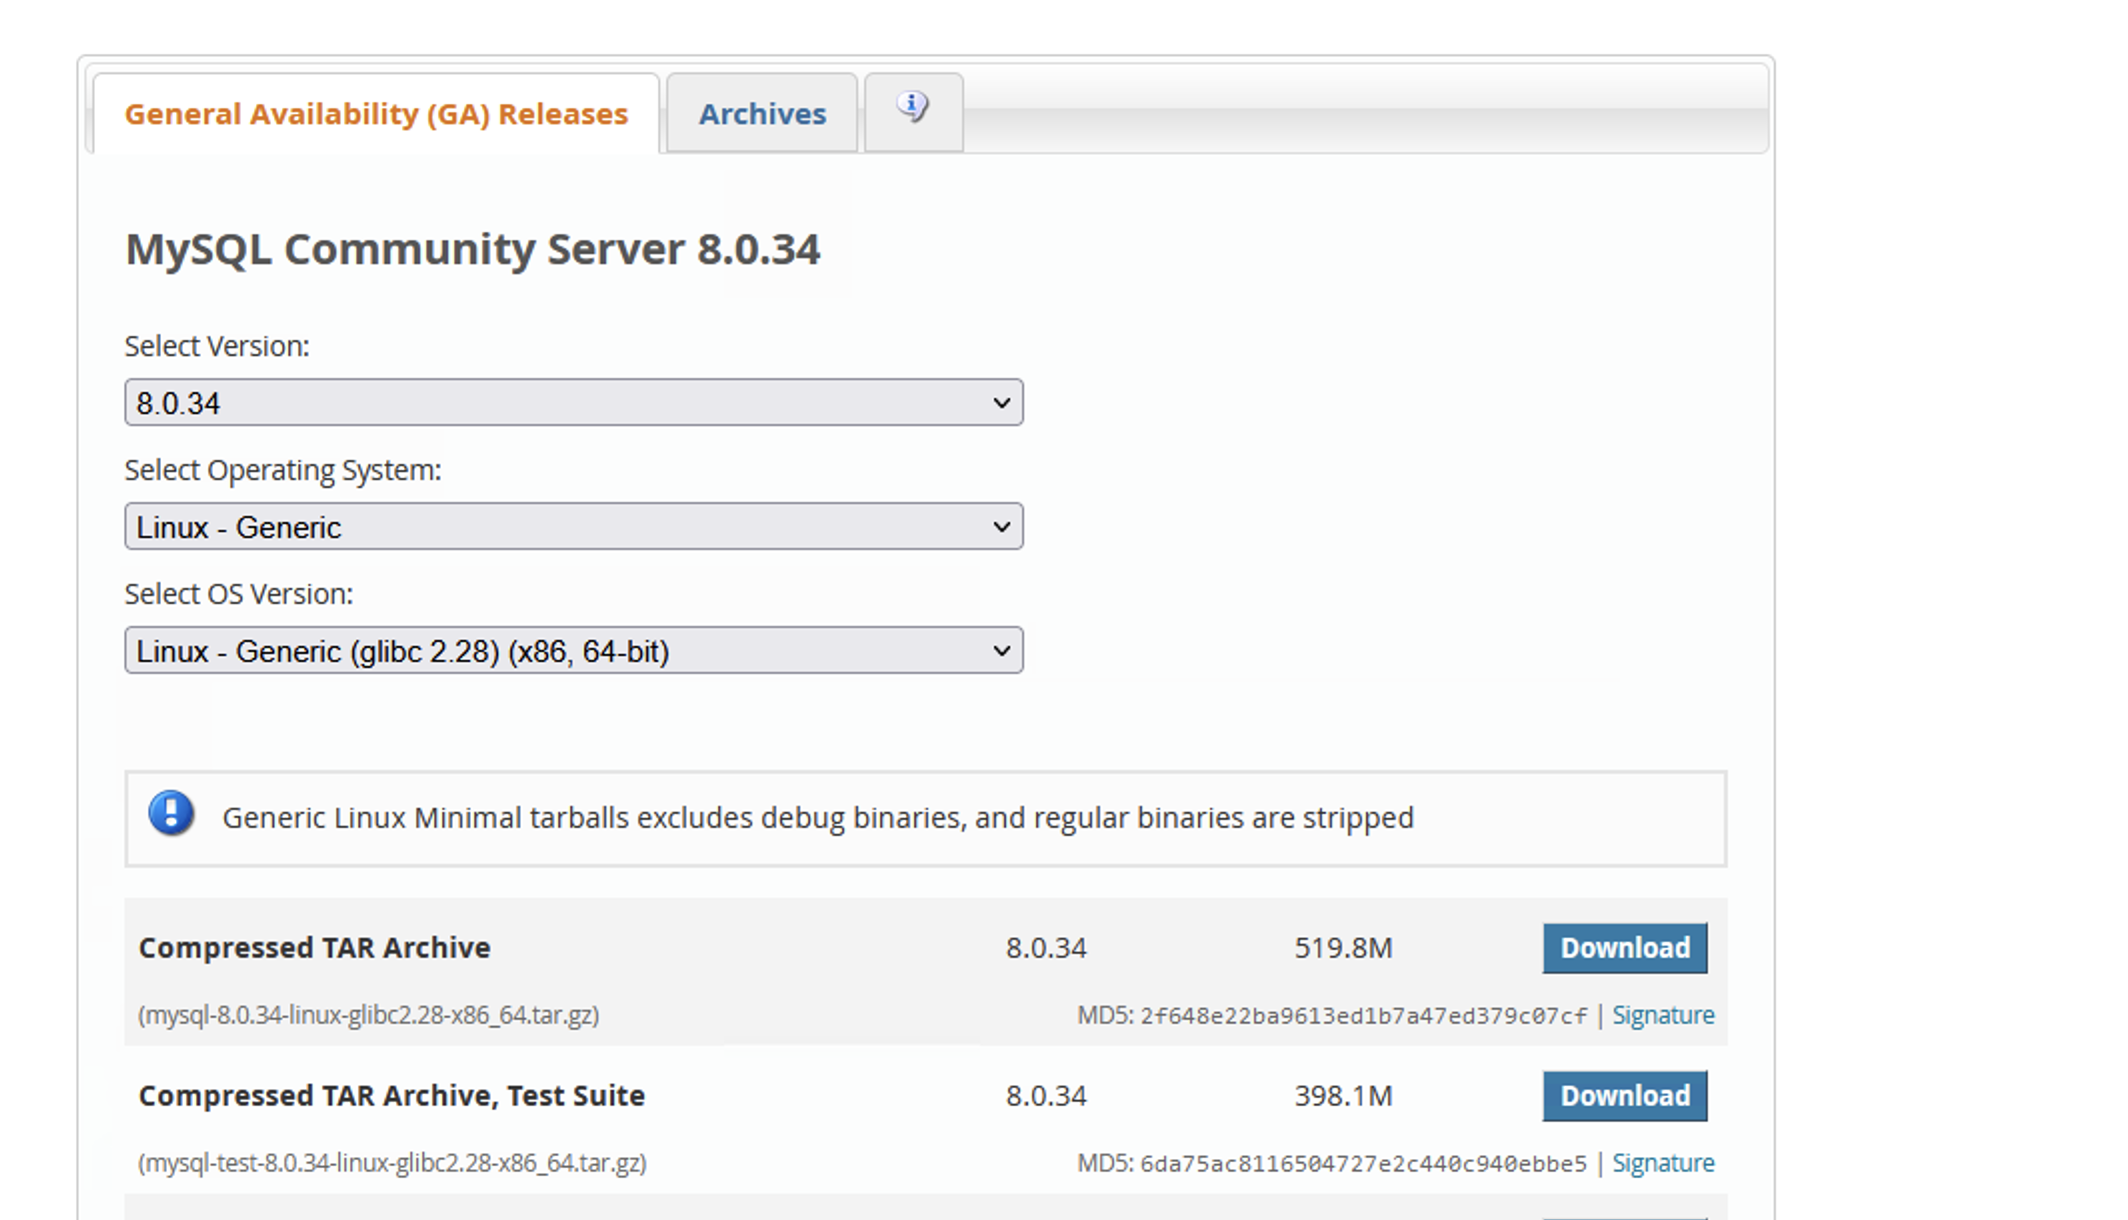 General Availability (GA) Releases Archives
MySQL Community Server 8.0.34
Select Version:
8.0.34
Select Operating System:
Linux - Generic
Select OS Version:
Linux - Generic (glibc 2.28) (x86, 64-bit)
Generic Linux Minimal tarballs excludes debug binaries, and regular binaries are stripped
Compressed TAR Archive 8.0.34 519.8M Download
(mysql-8.0.34-linux-glibc2.28-x86_64.tar.gz) MD5: 2f648e22ba9613ed1b7a47ed379c07cf | Signature
Compressed TAR Archive, Test Suite 8.0.34 398.1M Download
(mysql-test-8.0.34-linux-glibc2.28-x86_64.tar.gz) MD5: 6da75ac8116504727e2c440c940ebbe5 | Signature